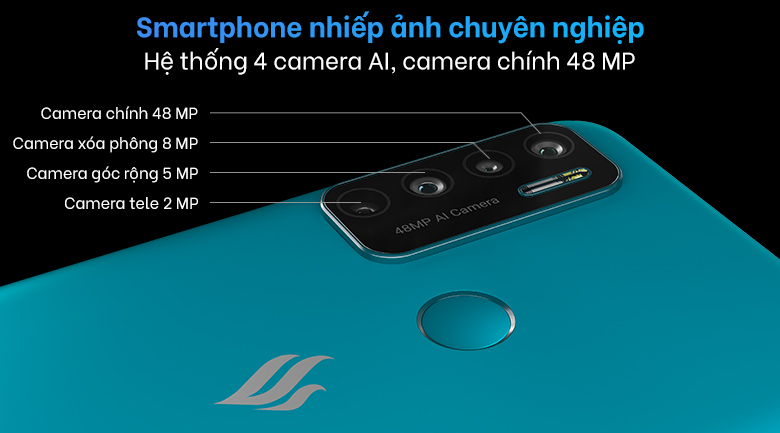 Smartphone nhiếp ảnh chuyên nghiệp
Hệ thống 4 camera AI, camera chính 48 MP
Camera chính 48 MP
Camera xóa phông 8 MP
Camera góc rộng 5 MP
Camera tele 2 MP
48MP AI Camera